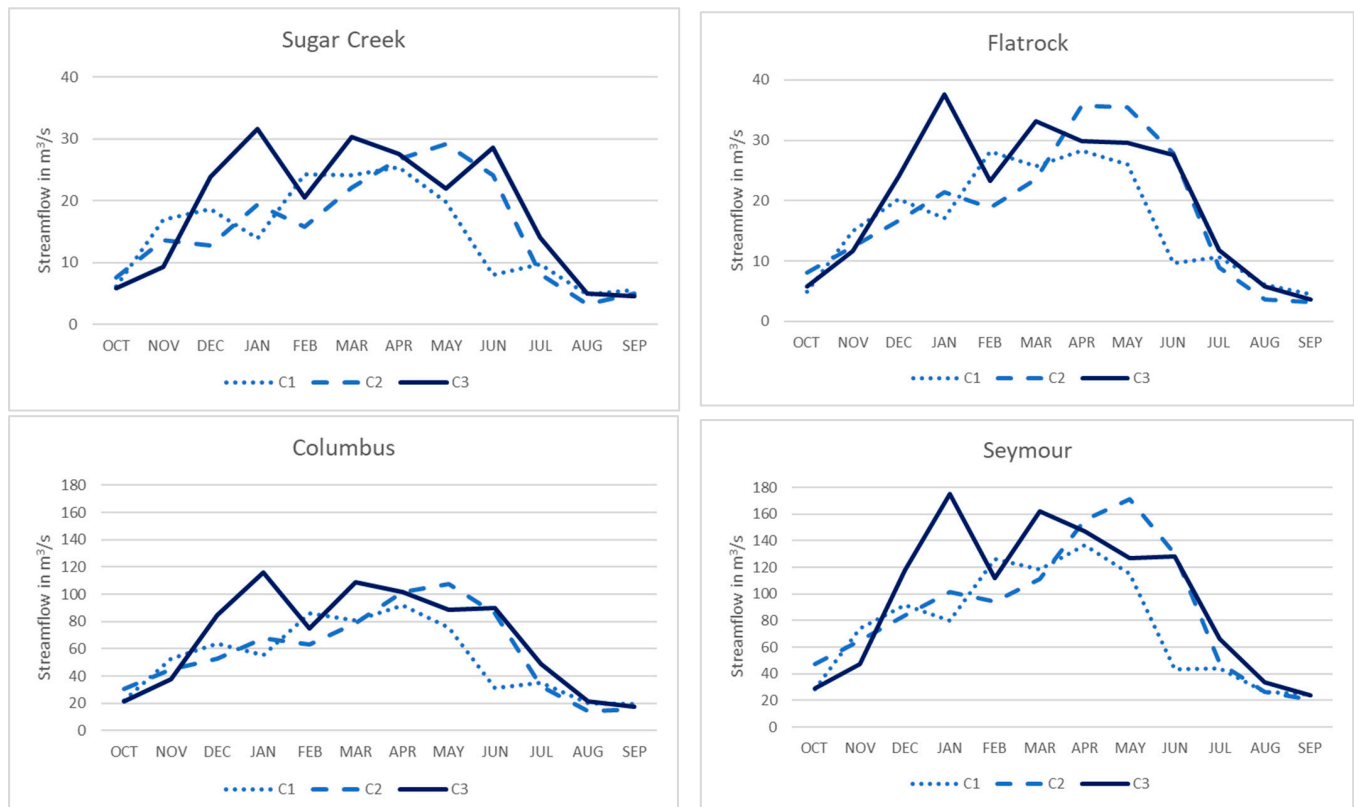 Sugar Creek
Streamflow in m³/s
40
30
20
10
0
OCT NOV DEC JAN FEB MAR APR MAY JUN JUL AUG SEP
C1 C2 C3
Flatrock
Streamflow in m³/s
40
30
20
10
0
OCT NOV DEC JAN FEB MAR APR MAY JUN JUL AUG SEP
C1 C2 C3
Columbus
Streamflow in m³/s
180
160
140
120
100
80
60
40
20
0
OCT NOV DEC JAN FEB MAR APR MAY JUN JUL AUG SEP
C1 C2 C3
Seymour
Streamflow in m³/s
180
160
140
120
100
80
60
40
20
0
OCT NOV DEC JAN FEB MAR APR MAY JUN JUL AUG SEP
C1 C2 C3